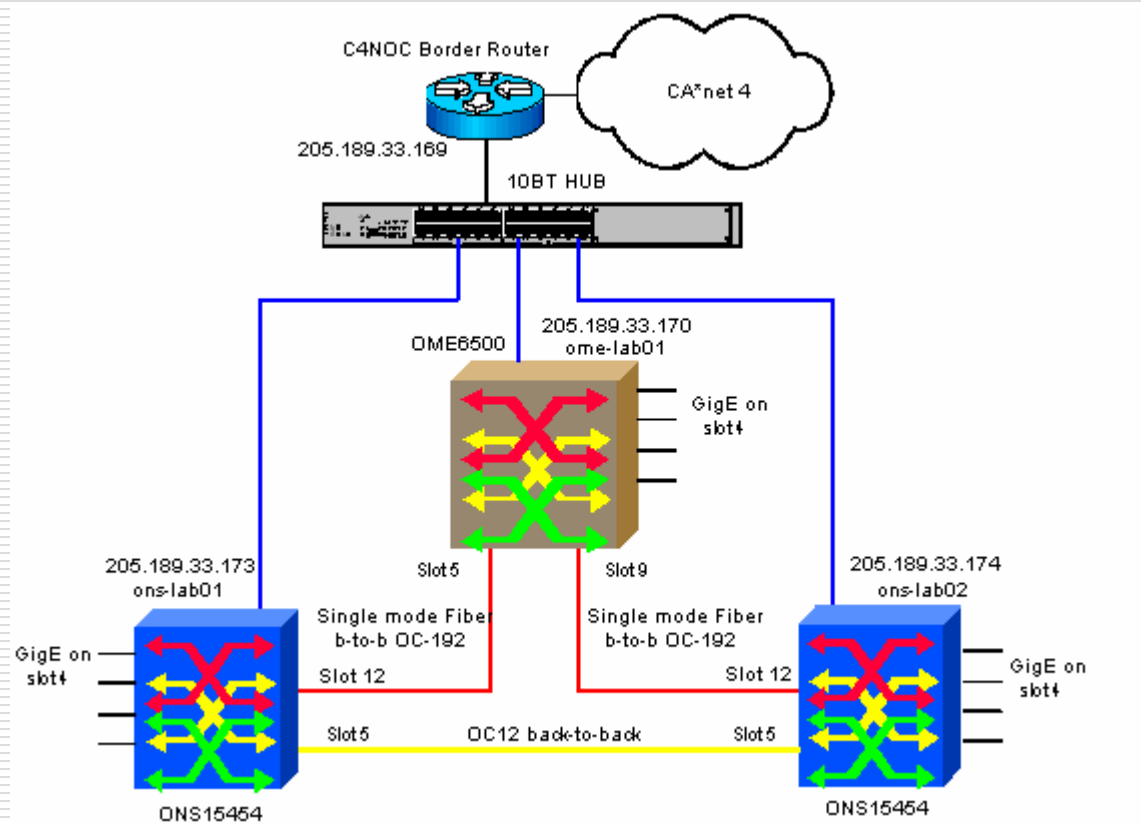 C4NOC Border Router
CA*net 4
205.189.33.169
10BT HUB
205.189.33.170
ome-lab01
OME6500
GigE on
slot4
205.189.33.173
ons-lab01
Slot5
Slot9
205.189.33.174
ons-lab02
Single mode Fiber
b-to-b OC-192
Single mode Fiber
b-to-b OC-192
GigE on
slot4
Slot 12
Slot 12
GigE on
slot4
Slot5
OC12 back-to-back
Slot5
ONS15454
ONS15454